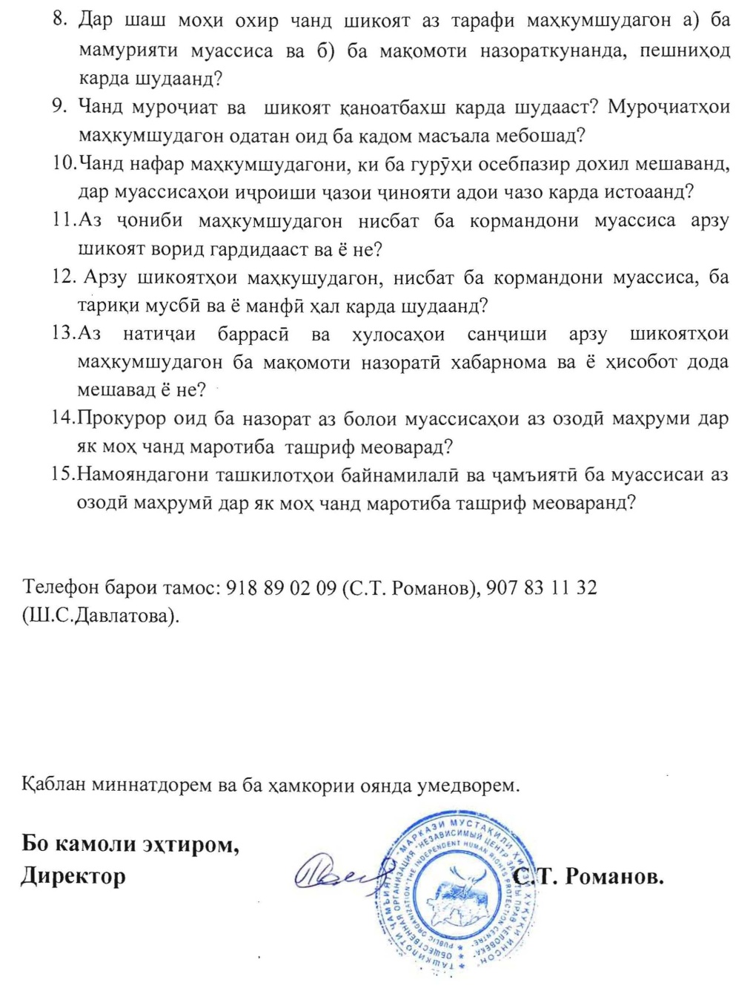 8. Дар шаш моҳи охир чанд шикоят аз тарафи маҳкумшудагон а) ба
мамурияти муассиса ва б) ба мақомоти назораткунанда, пешниҳод
карда шудаанд?
9. Чанд муроҷиат ва шикоят қаноатбахш карда шудааст? Муроҷиатҳои
маҳкумшудагон одатан оид ба кадом масъала мебошад?
10.Чанд нафар маҳкумшудагони, ки ба гурӯҳи осебпазир дохил мешаванд,
дар муассисаҳои иҷроиши ҷазои ҷинояти адои чазо карда истоаанд?
11.Аз ҷониби маҳкумшудагон нисбат ба кормандони муассиса арзу
шикоят ворид гардидааст ва ё не?
12. Арзу шикоятҳои маҳкушудагон, нисбат ба кормандони муассиса, ба
тариқи мусбӣ ва ё манфӣ ҳал карда шудаанд?
13.Аз натиҷаи баррасӣ ва хулосаҳои санҷиши арзу шикоятҳои
маҳкумшудагон ба мақомоти назоратӣ хабарнома ва ё ҳисобот дода
мешавад ё не?
14.Прокурор оид ба назорат аз болои муассисаҳои аз озодӣ маҳруми дар
як моҳ чанд маротиба ташриф меоварад?
15.Намояндагони ташкилотҳои байнамилалӣ ва ҷамъиятӣ ба муассисаи аз
озодӣ маҳрумӣ дар як моҳ чанд маротиба ташриф меоваранд?
Телефон барои тамос: 918 89 02 09 (С.Т. Романов), 907 83 11 32
(Ш.С.Давлатова).
Қаблан миннатдорем ва ба ҳамкории оянда умедворем.
Бо камоли эҳтиром,
Директор С.Т. Романов.
ТАШКИЛОТИ ҶАМЪИЯТИИ "МАРКАЗИ МУСТАҚИЛИ ҲИФЗИ ҲУҚУҚИ ИНСОН"
ОБЩЕСТВЕННАЯ ОРГАНИЗАЦИЯ "НЕЗАВИСИМЫЙ ЦЕНТР ЗАЩИТЫ ПРАВ ЧЕЛОВЕКА"
PUBLIC ORGANIZATION "THE INDEPENDENT HUMAN RIGHTS PROTECTION CENTRE"